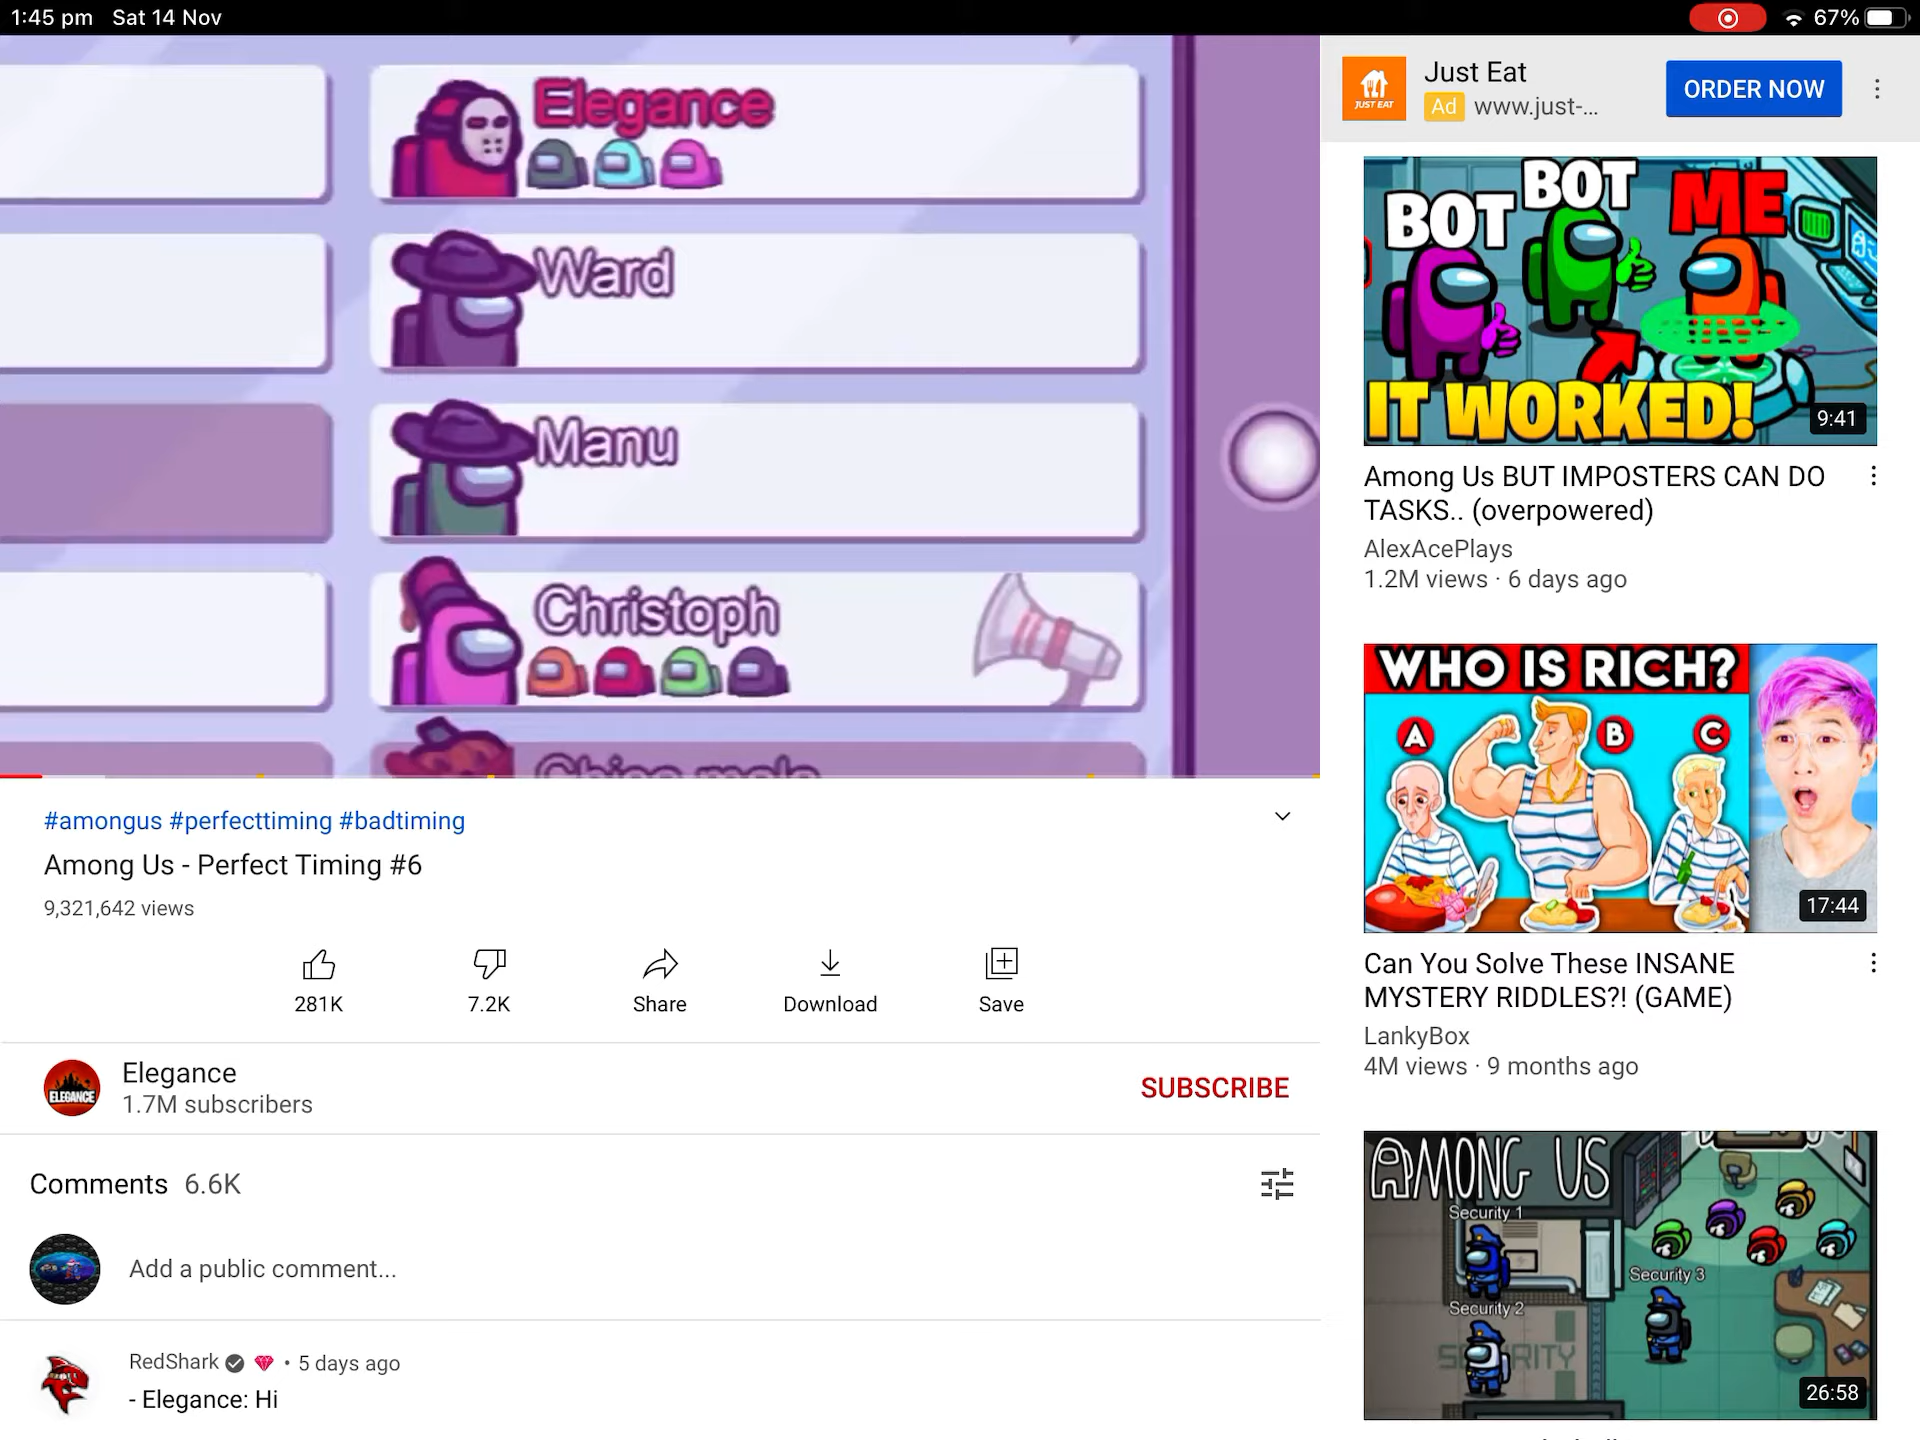 1:45 pm Sat 14 Nov
67%
Elegance
Ward
Manu
Christoph
#amongus #perfecttiming #badtiming
Among Us - Perfect Timing #6
9,321,642 views
281K
7.2K
Share
Download
Save
ELEGANCE
Elegance
1.7M subscribers
SUBSCRIBE
Comments 6.6K
Add a public comment...
RedShark • 5 days ago
- Elegance: Hi
JUST EAT
Just Eat
Ad www.just-...
ORDER NOW
BOT BOT ME
IT WORKED!
9:41
Among Us BUT IMPOSTERS CAN DO
TASKS.. (overpowered)
AlexAcePlays
1.2M views · 6 days ago
WHO IS RICH?
A B C
17:44
Can You Solve These INSANE
MYSTERY RIDDLES?! (GAME)
LankyBox
4M views · 9 months ago
AMONG US
Security 1
Security 3
Security 2
SECURITY
26:58